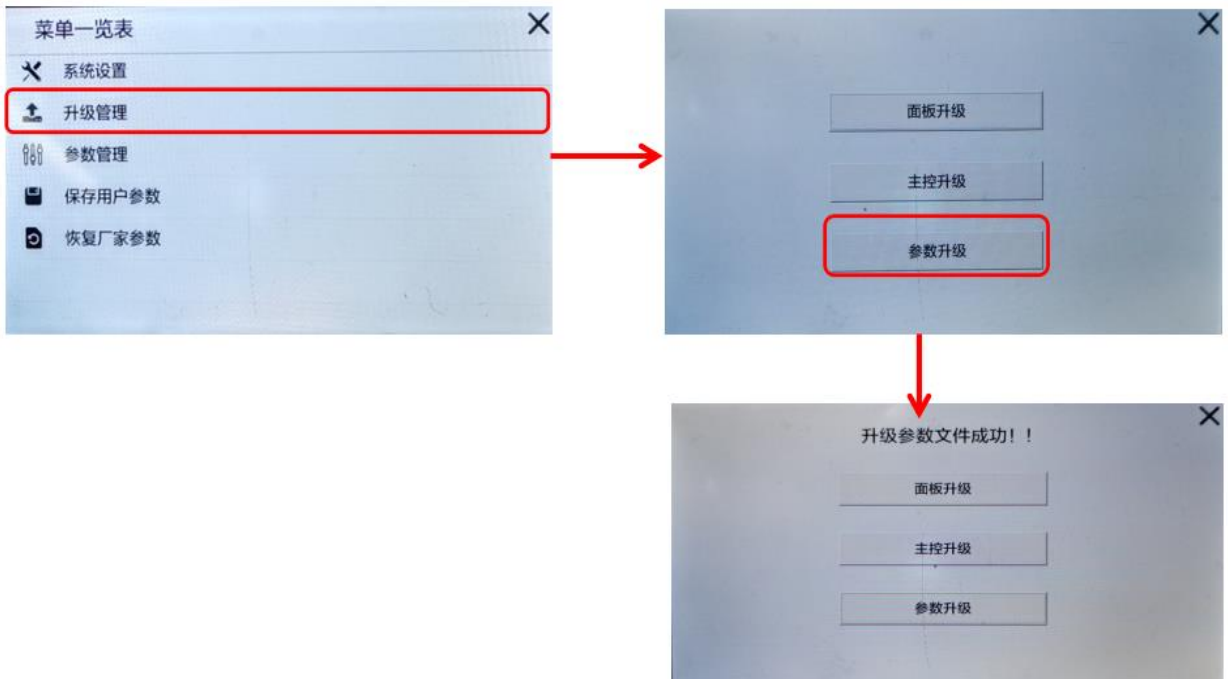 菜单一览表
系统设置
升级管理
参数管理
保存用户参数
恢复厂家参数
面板升级
主控升级
参数升级
升级参数文件成功！！
面板升级
主控升级
参数升级